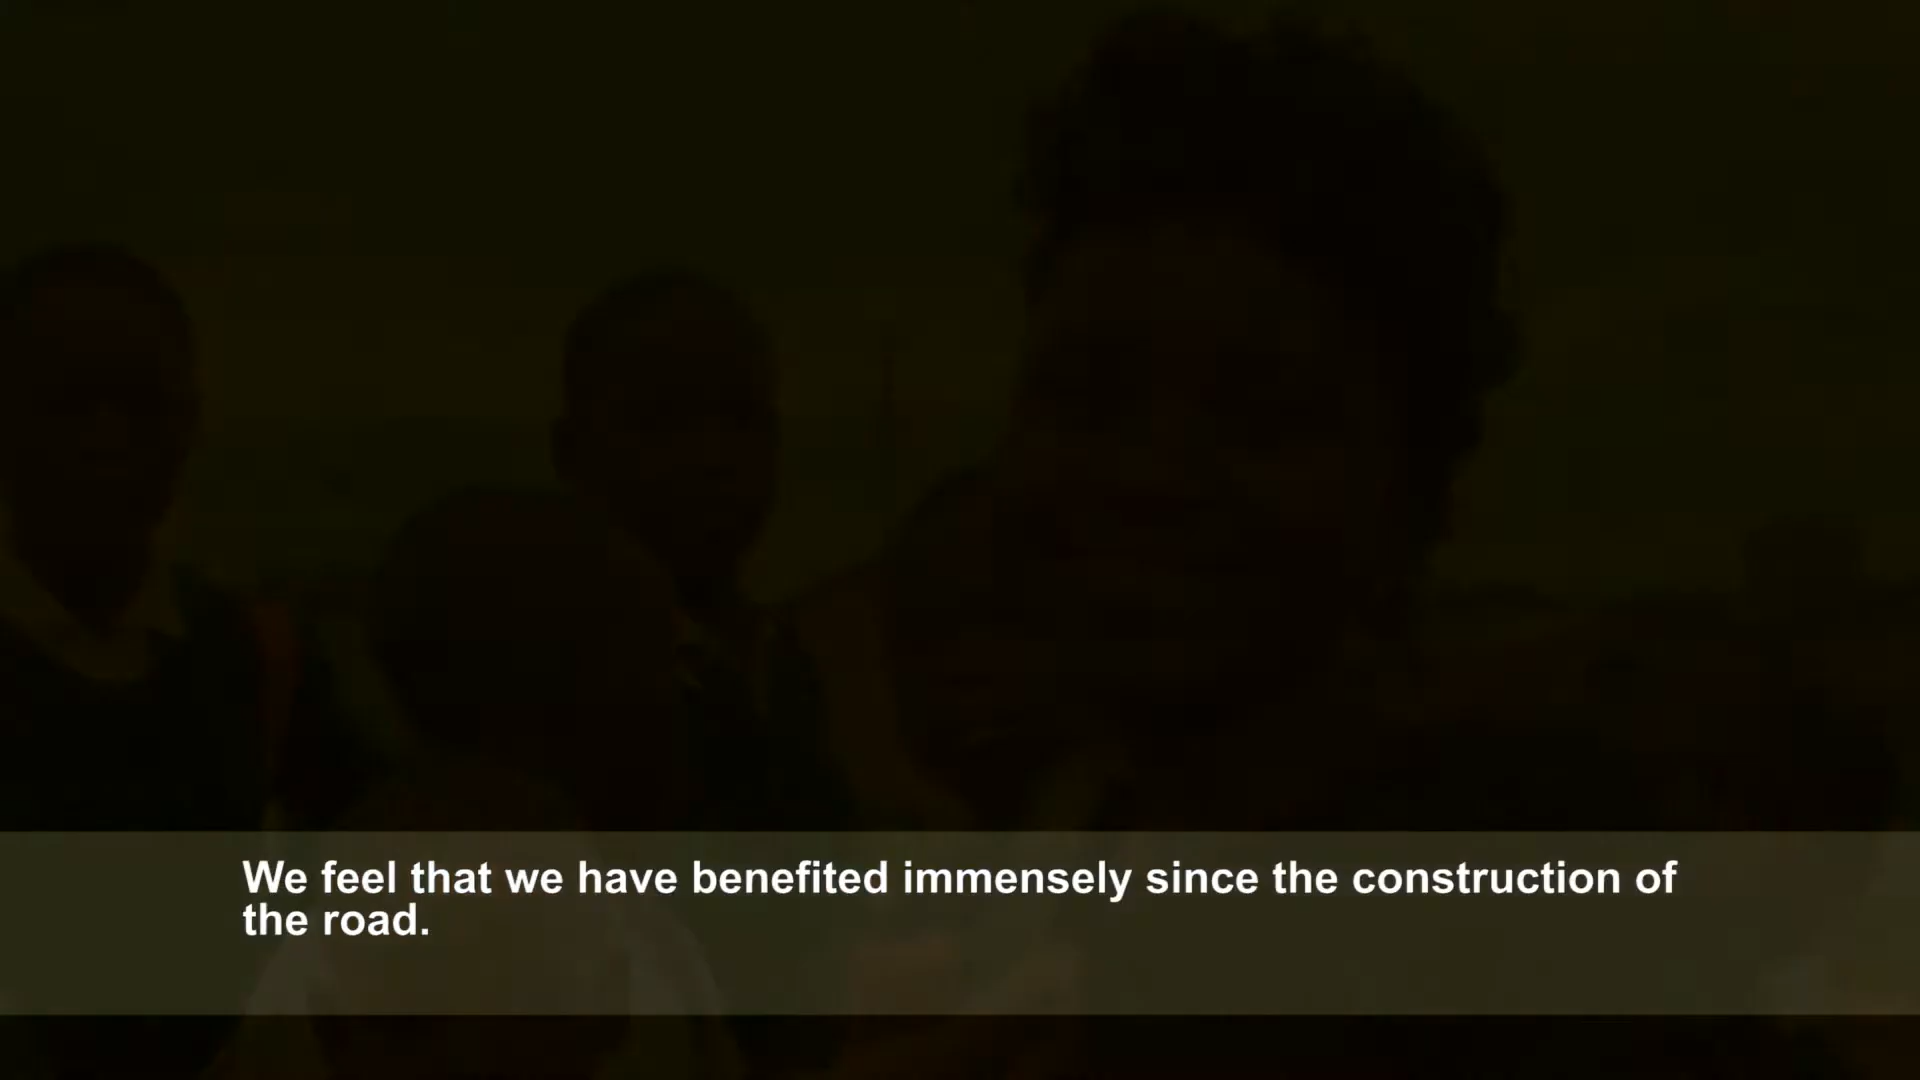 We feel that we have benefited immensely since the construction of
the road.